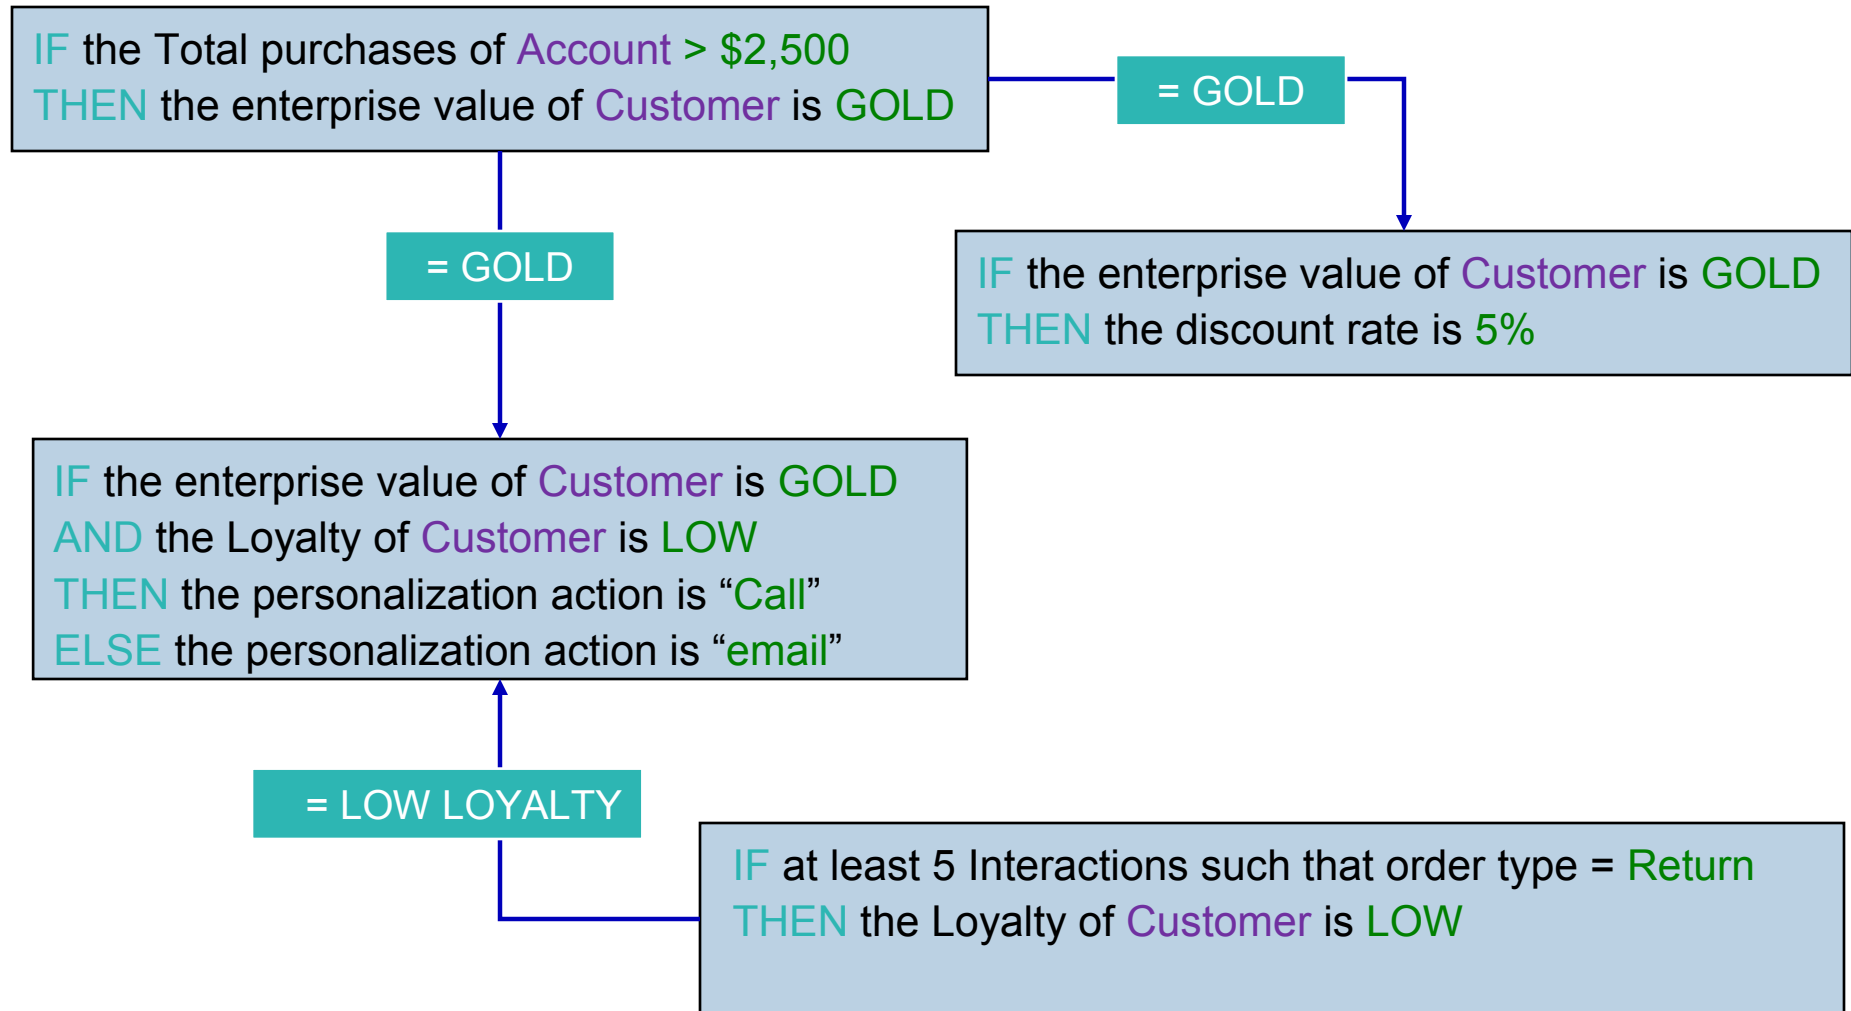 IF the Total purchases of Account > $2,500
THEN the enterprise value of Customer is GOLD
= GOLD
= GOLD
IF the enterprise value of Customer is GOLD
THEN the discount rate is 5%
IF the enterprise value of Customer is GOLD
AND the Loyalty of Customer is LOW
THEN the personalization action is “Call”
ELSE the personalization action is “email”
= LOW LOYALTY
IF at least 5 Interactions such that order type = Return
THEN the Loyalty of Customer is LOW